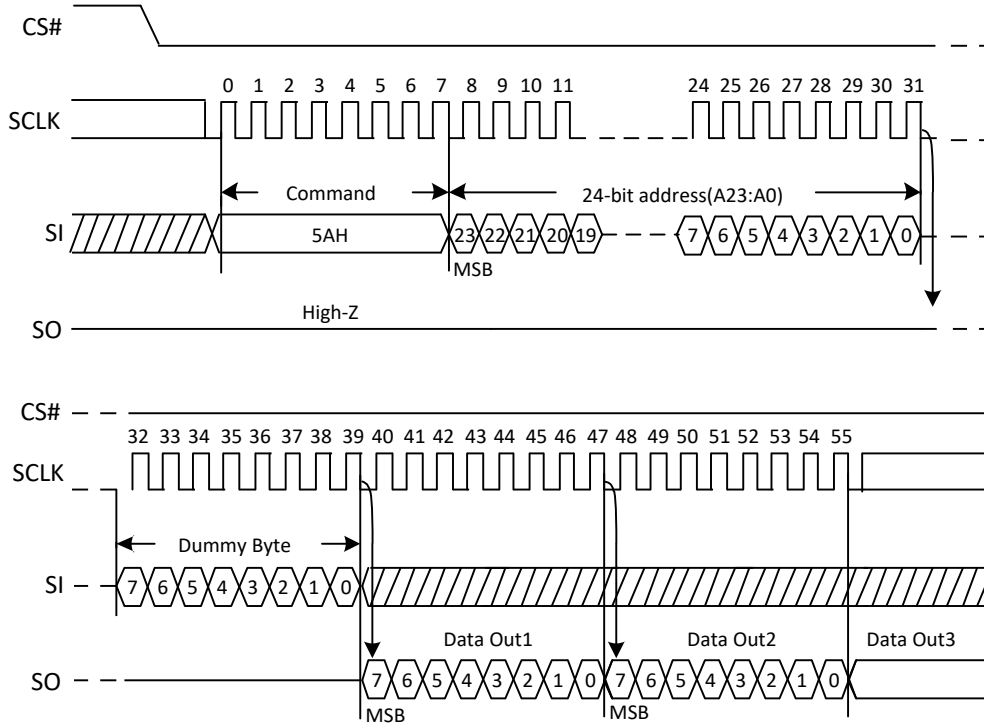 CS#
0 1 2 3 4 5 6 7 8 9 10 11 24 25 26 27 28 29 30 31
SCLK
Command 24-bit address(A23:A0)
SI 5AH 23 22 21 20 19 7 6 5 4 3 2 1 0
MSB
High-Z
SO
CS#
32 33 34 35 36 37 38 39 40 41 42 43 44 45 46 47 48 49 50 51 52 53 54 55
SCLK
Dummy Byte
SI 7 6 5 4 3 2 1 0
Data Out1 Data Out2 Data Out3
SO 7 6 5 4 3 2 1 0 7 6 5 4 3 2 1 0
MSB MSB